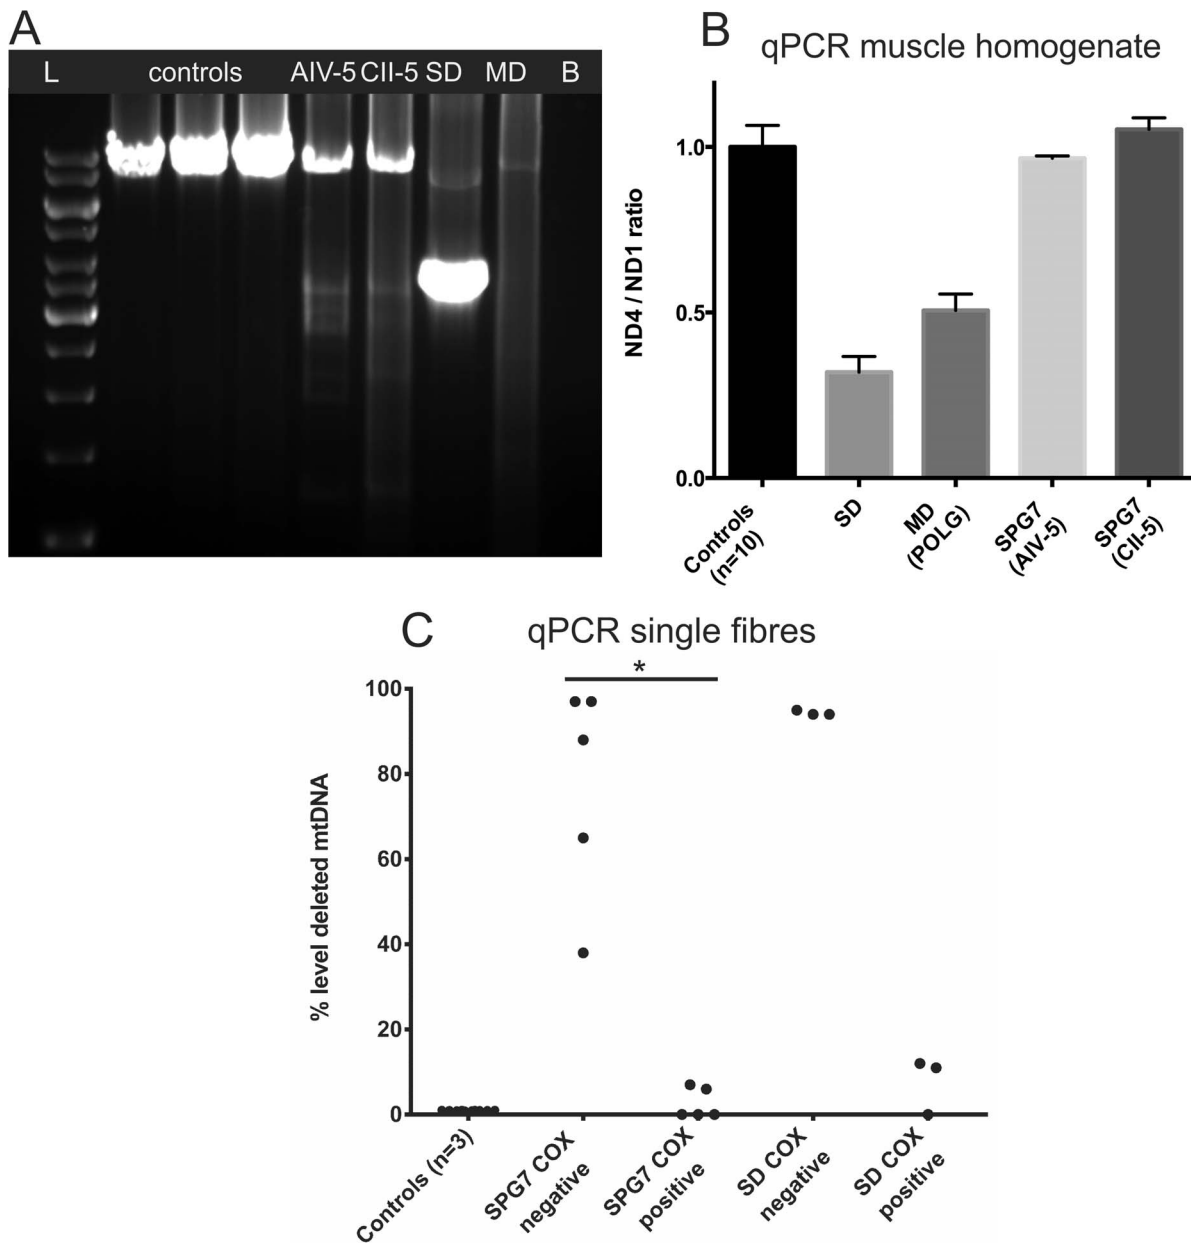 A
L controls AIV-5 CII-5 SD MD B
B qPCR muscle homogenate
ND4 / ND1 ratio
1.0
0.5
0.0
Controls
(n=10)
SD
MD
(POLG)
SPG7
(AIV-5)
SPG7
(CII-5)
C qPCR single fibres
*
% level deleted mtDNA
100
80
60
40
20
0
Controls (n=3)
SPG7 COX
negative
SPG7 COX
positive
SD COX
negative
SD COX
positive